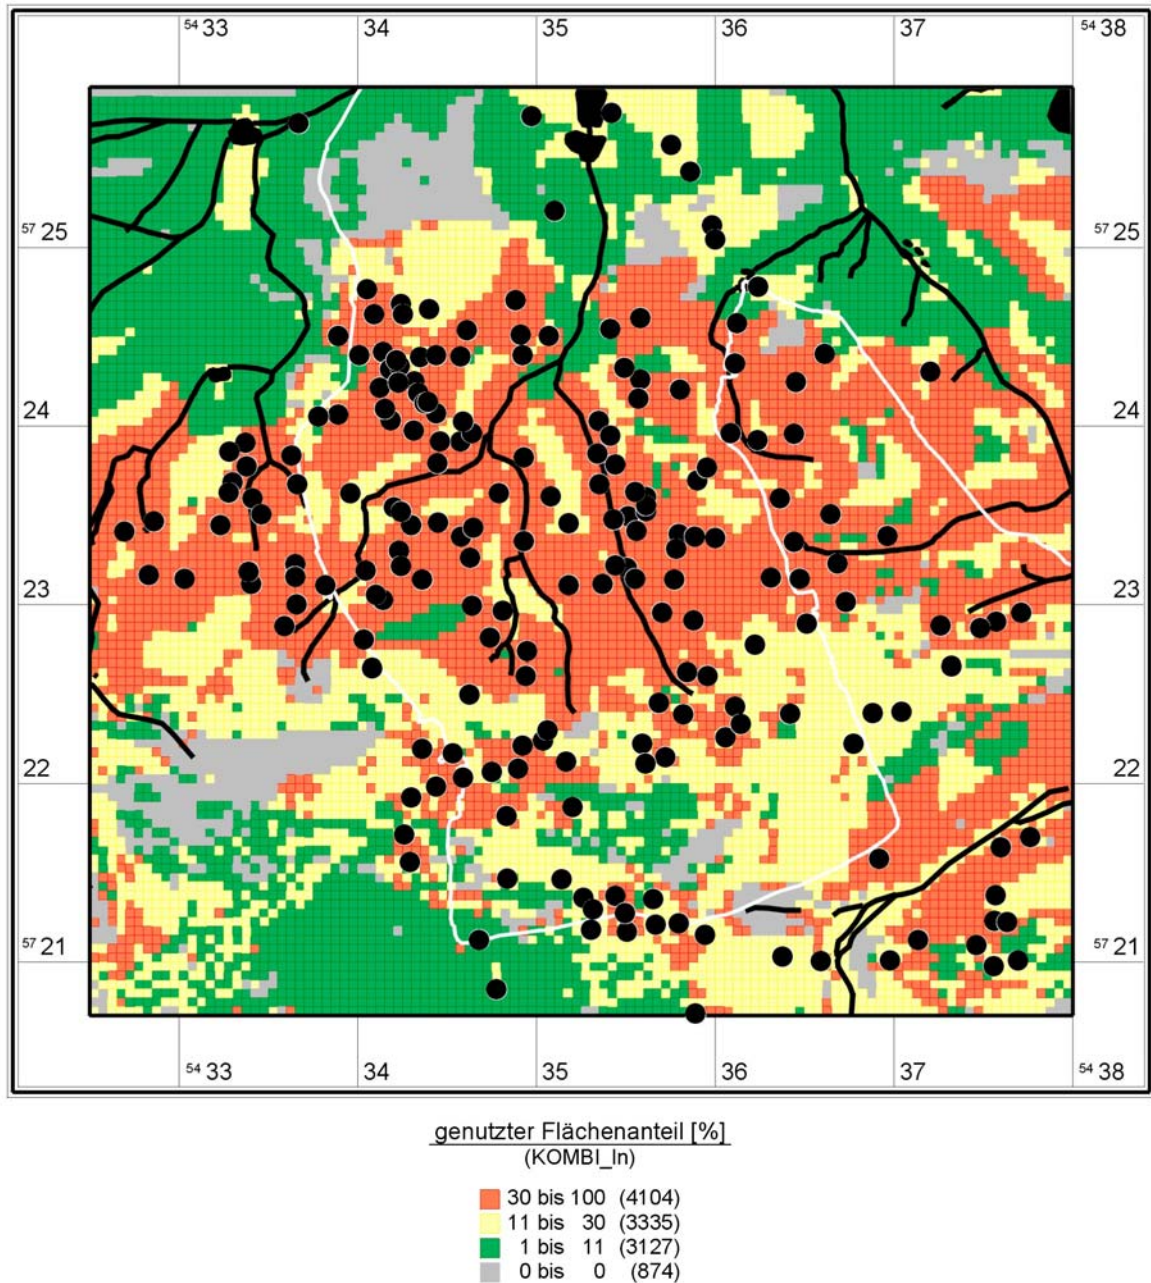 54 33 34 35 36 37 54 38
57 25 57 25
24 24
23 23
22 22
57 21 57 21
54 33 34 35 36 37 54 38
genutzter Flächenanteil [%]
(KOMBI_ln)
30 bis 100 (4104)
11 bis 30 (3335)
1 bis 11 (3127)
0 bis 0 (874)